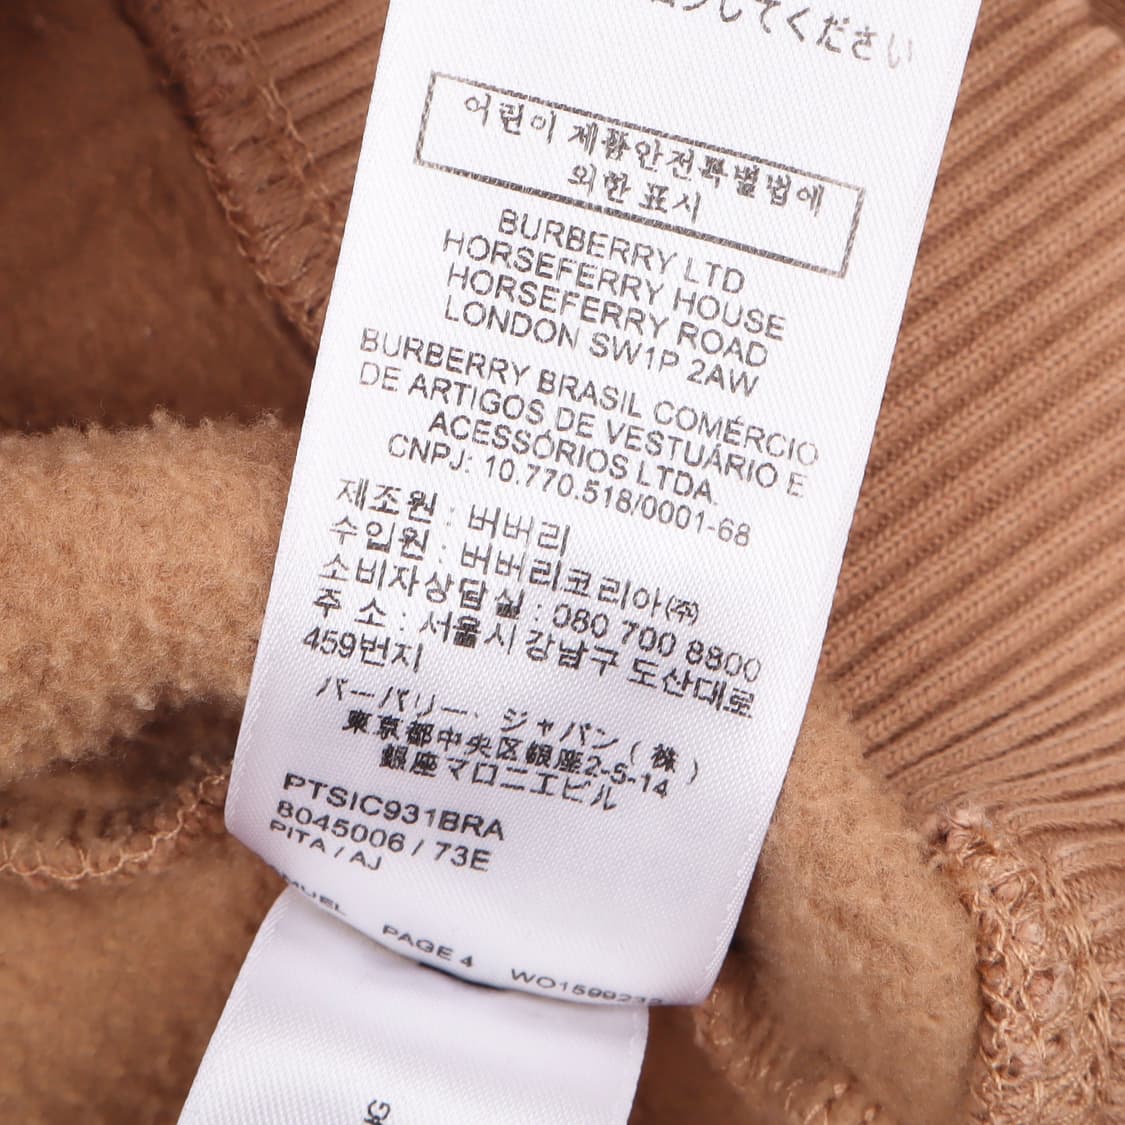 してください
어린이 제품안전특별법에
의한 표시
BURBERRY LTD
HORSEFERRY HOUSE
HORSEFERRY ROAD
LONDON SW1P 2AW
BURBERRY BRASIL COMÉRCIO
DE ARTIGOS DE VESTUÁRIO E
ACESSÓRIOS LTDA.
CNPJ: 10.770.518/0001-68
제조원 : 버버리
수입원 : 버버리코리아㈜
소비자상담실 : 080 700 8800
주 소 : 서울시 강남구 도산대로
459번지
バーバリー、ジャパン(株)
東京都中央区銀座2-5-14
銀座マロニエビル
PTSIC931BRA
8045006 / 73E
PITA / AJ
PAGE 4 WO1599232